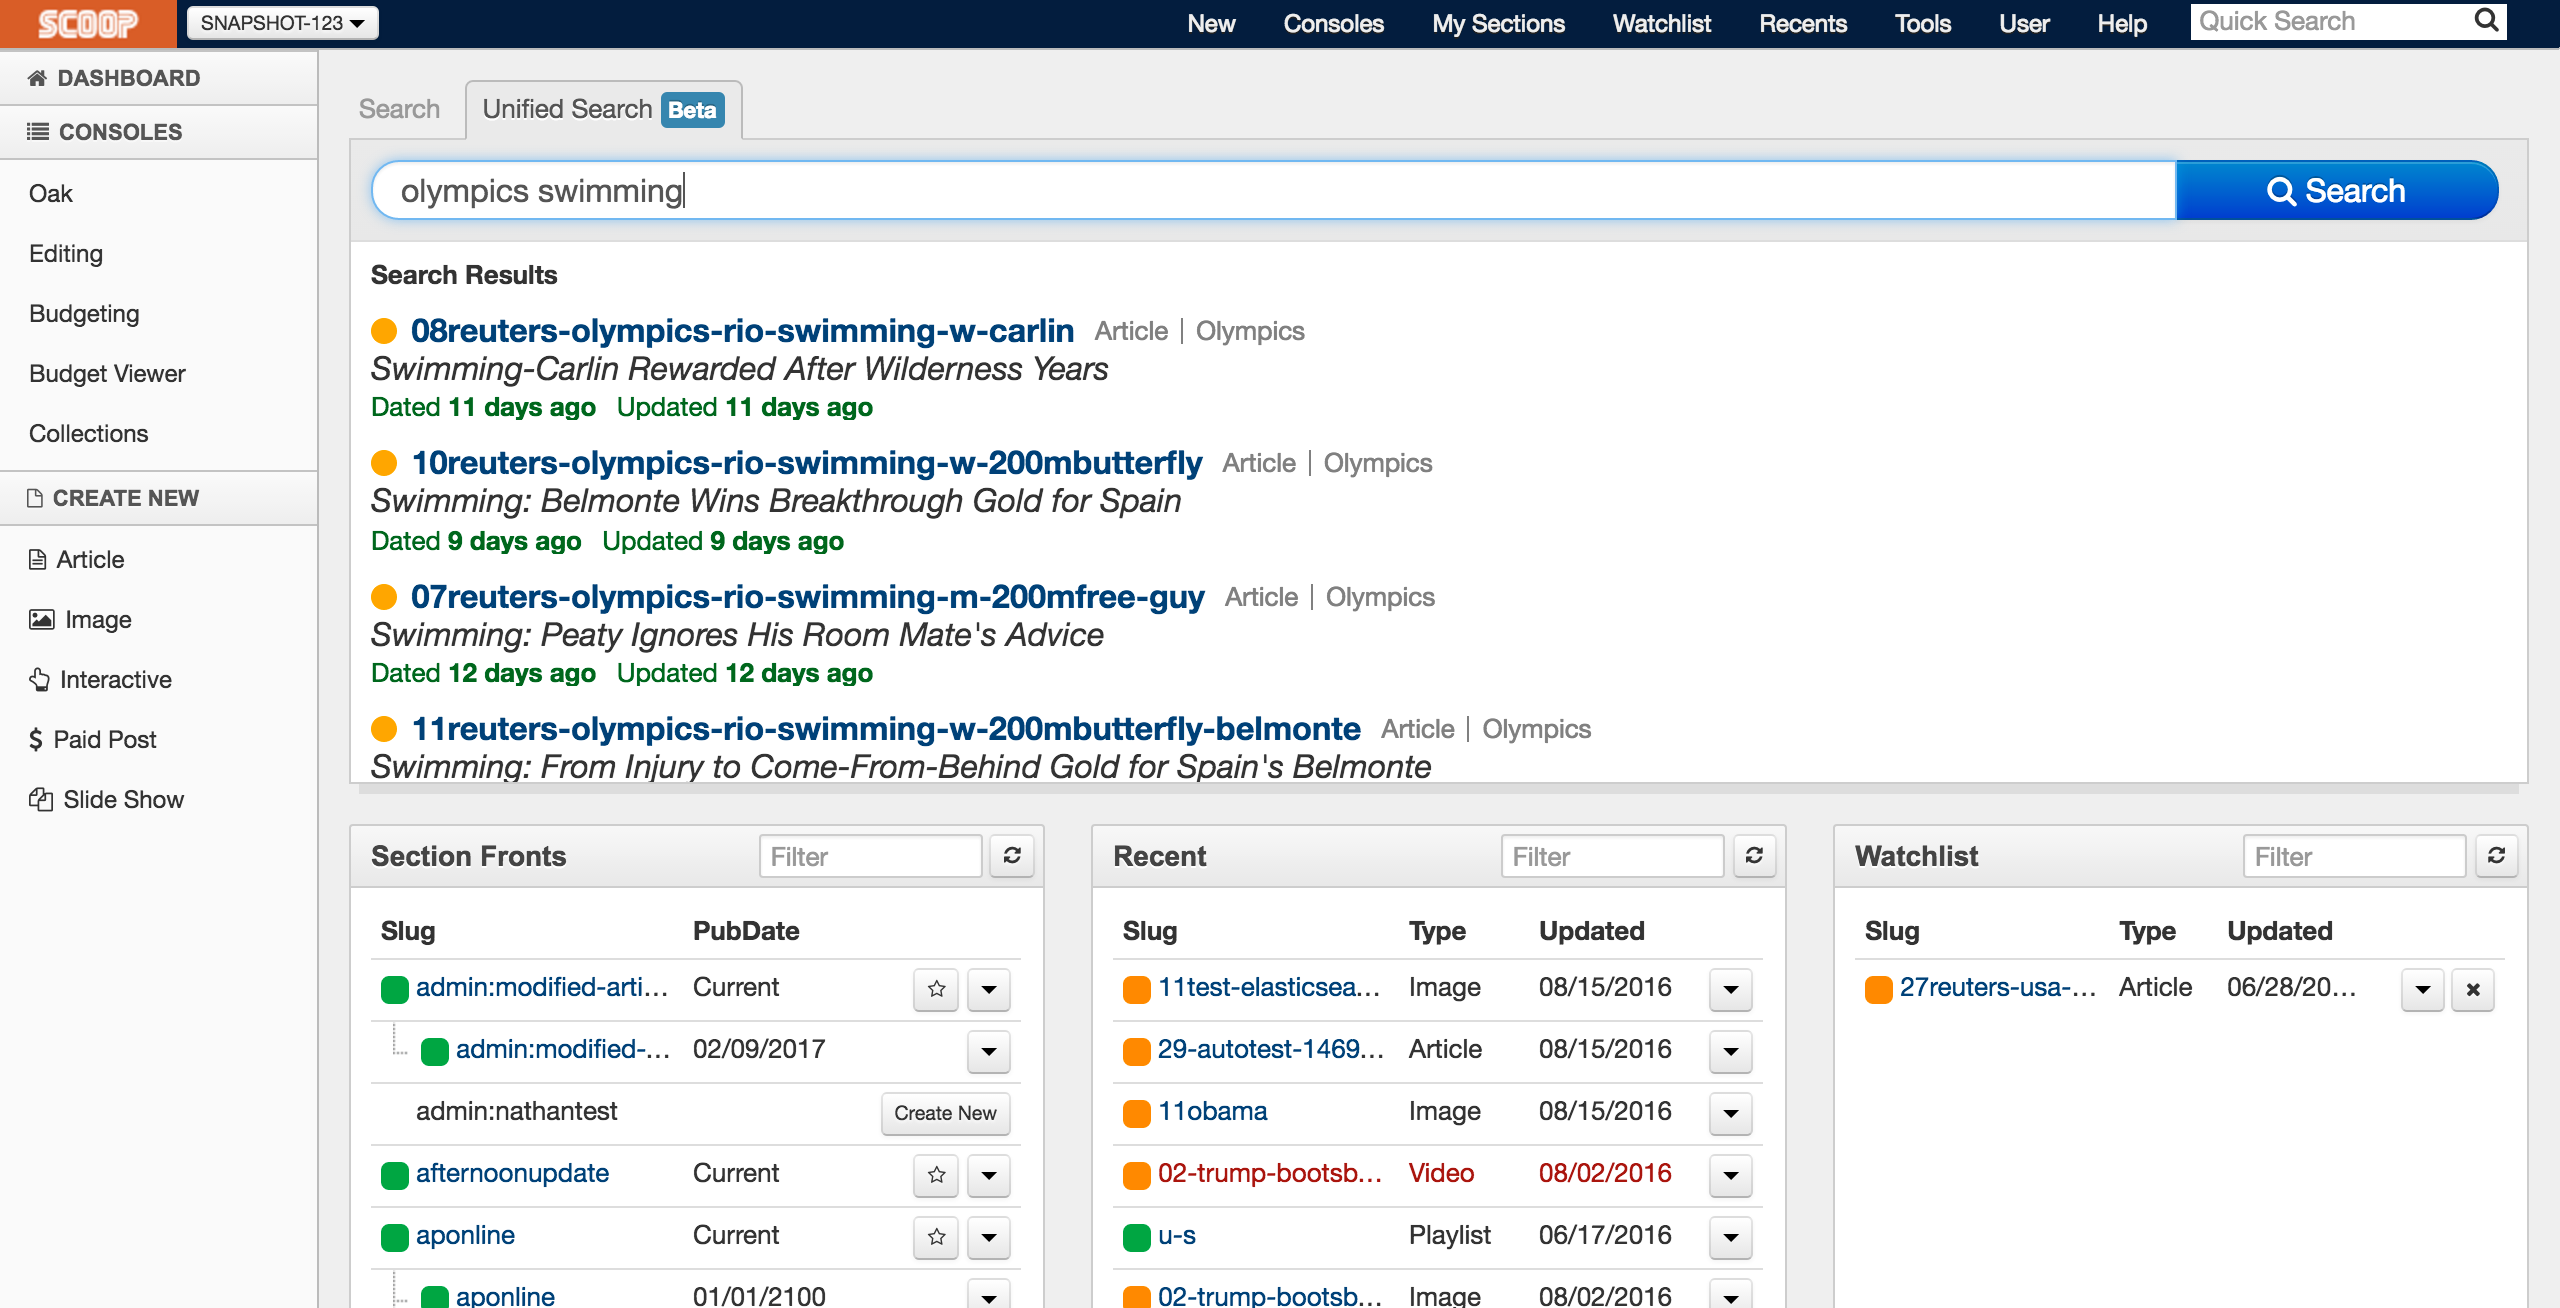 SCOOP SNAPSHOT-123 New Consoles My Sections Watchlist Recents Tools User Help Quick Search
DASHBOARD
CONSOLES
Oak
Editing
Budgeting
Budget Viewer
Collections
CREATE NEW
Article
Image
Interactive
$ Paid Post
Slide Show
Search Unified Search Beta
olympics swimming Search
Search Results
08reuters-olympics-rio-swimming-w-carlin Article | Olympics
Swimming-Carlin Rewarded After Wilderness Years
Dated 11 days ago Updated 11 days ago
10reuters-olympics-rio-swimming-w-200mbutterfly Article | Olympics
Swimming: Belmonte Wins Breakthrough Gold for Spain
Dated 9 days ago Updated 9 days ago
07reuters-olympics-rio-swimming-m-200mfree-guy Article | Olympics
Swimming: Peaty Ignores His Room Mate's Advice
Dated 12 days ago Updated 12 days ago
11reuters-olympics-rio-swimming-w-200mbutterfly-belmonte Article | Olympics
Swimming: From Injury to Come-From-Behind Gold for Spain's Belmonte
Section Fronts Filter
Slug PubDate
admin:modified-arti... Current
admin:modified-... 02/09/2017
admin:nathantest Create New
afternoonupdate Current
aponline Current
aponline 01/01/2100
Recent Filter
Slug Type Updated
11test-elasticsea... Image 08/15/2016
29-autotest-1469... Article 08/15/2016
11obama Image 08/15/2016
02-trump-bootsb... Video 08/02/2016
u-s Playlist 06/17/2016
02-trump-bootsb... Image 08/02/2016
Watchlist Filter
Slug Type Updated
27reuters-usa-... Article 06/28/20...